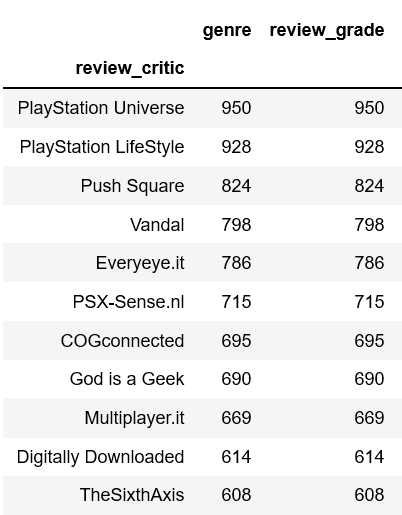 genre review_grade
review_critic
PlayStation Universe 950 950
PlayStation LifeStyle 928 928
Push Square 824 824
Vandal 798 798
Everyeye.it 786 786
PSX-Sense.nl 715 715
COGconnected 695 695
God is a Geek 690 690
Multiplayer.it 669 669
Digitally Downloaded 614 614
TheSixthAxis 608 608